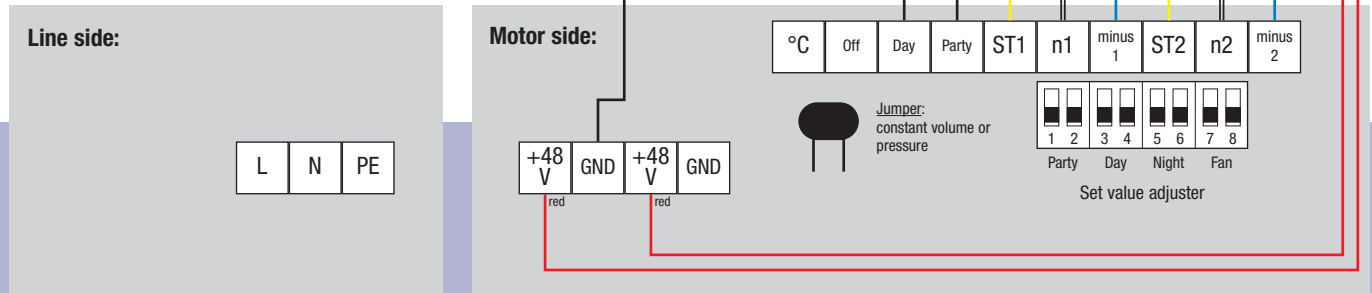 Line side:
L N PE
Motor side:
°C Off Day Party ST1 n1 minus 1 ST2 n2 minus 2
Jumper:
constant volume or
pressure
1 2 3 4 5 6 7 8
Party Day Night Fan
Set value adjuster
+48 V GND +48 V GND
red red